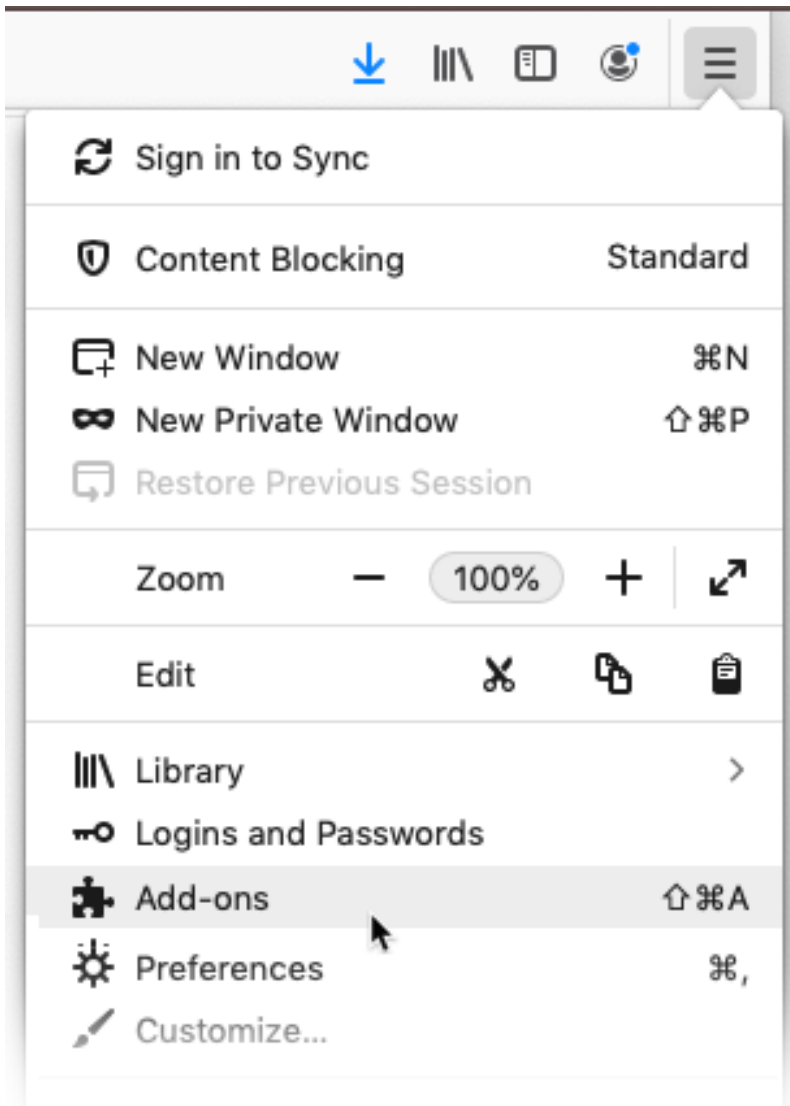 Sign in to Sync
Content Blocking Standard
New Window ⌘N
New Private Window ⇧⌘P
Restore Previous Session
Zoom − 100% +
Edit
Library >
Logins and Passwords
Add-ons ⇧⌘A
Preferences ⌘,
Customize...